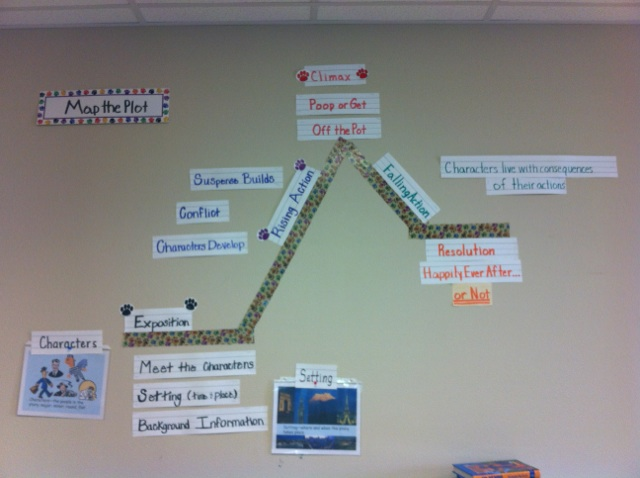 Map the Plot
Climax
Poop or Get
Off the Pot
Suspense Builds
Conflict
Characters Develop
Rising Action
Falling Action
Characters live with consequences
of their actions
Resolution
Happily Ever After...
or Not
Exposition
Meet the Characters
Setting (time & place)
Background Information
Characters
Setting